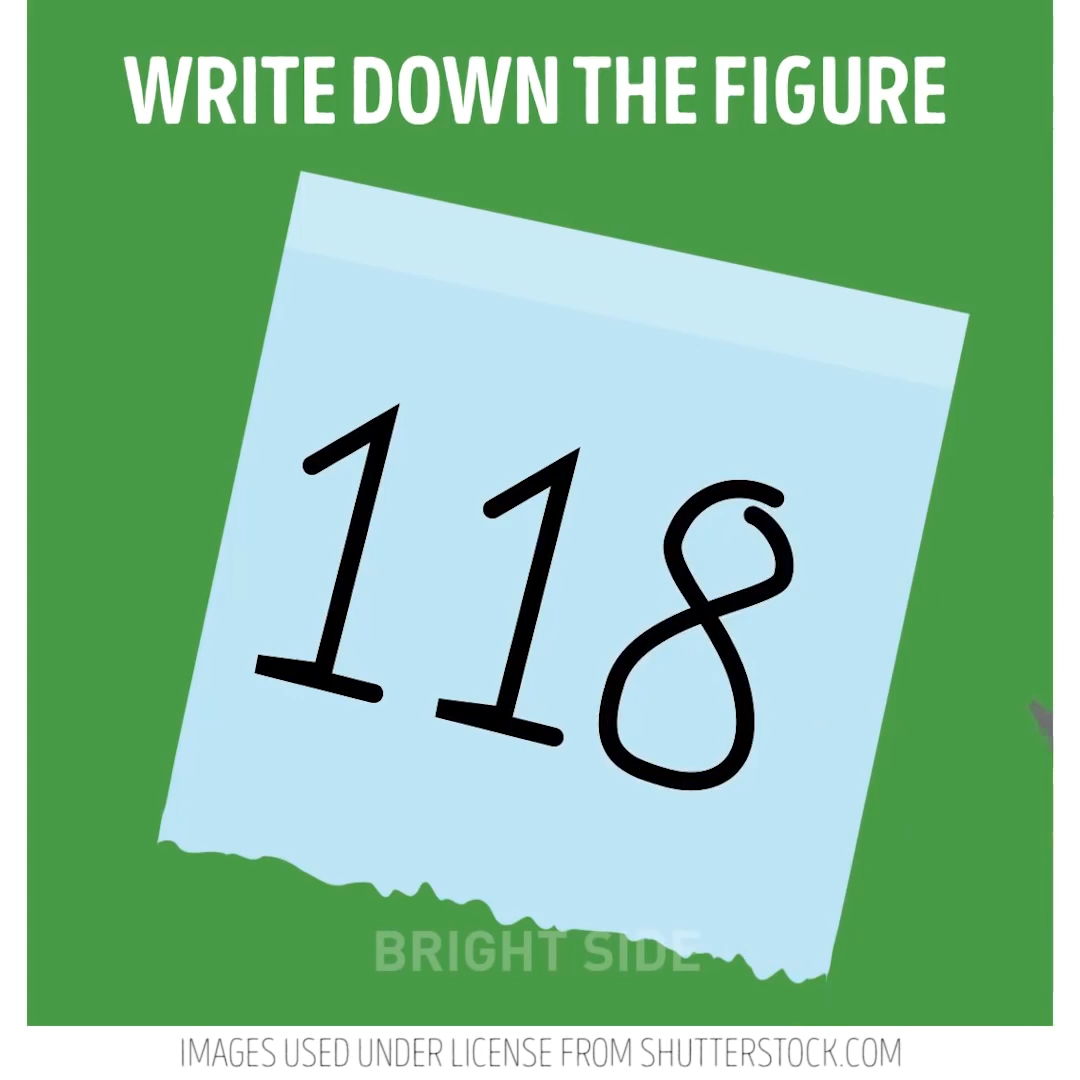 WRITE DOWN THE FIGURE
118
BRIGHT SIDE
IMAGES USED UNDER LICENSE FROM SHUTTERSTOCK.COM